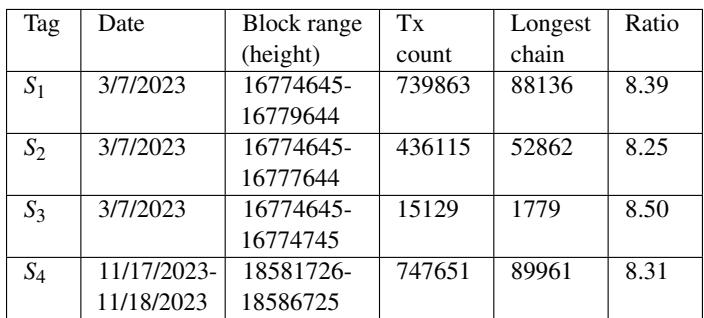 Tag Date Block range Tx Longest Ratio
(height) count chain
S1 3/7/2023 16774645- 739863 88136 8.39
16779644
S2 3/7/2023 16774645- 436115 52862 8.25
16777644
S3 3/7/2023 16774645- 15129 1779 8.50
16774745
S4 11/17/2023- 18581726- 747651 89961 8.31
11/18/2023 18586725